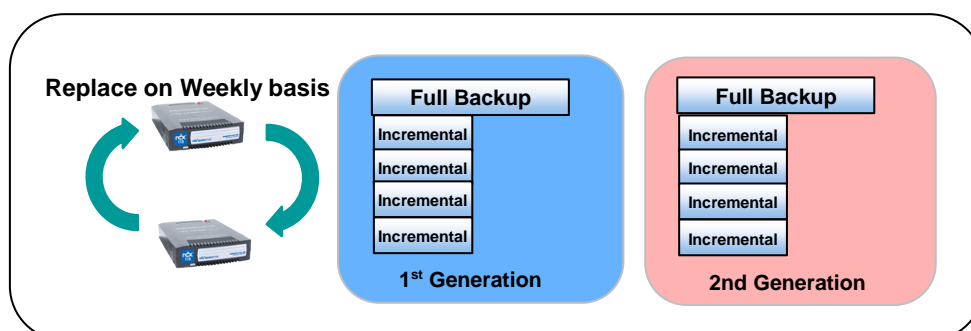 Replace on Weekly basis
Full Backup
Incremental
Incremental
Incremental
Incremental
1st Generation
Full Backup
Incremental
Incremental
Incremental
Incremental
2nd Generation